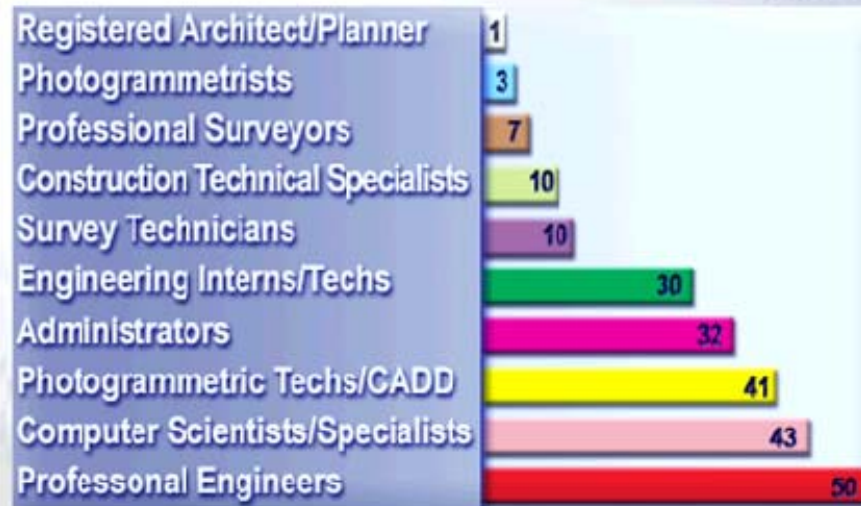 Registered Architect/Planner 1
Photogrammetrists 3
Professional Surveyors 7
Construction Technical Specialists 10
Survey Technicians 10
Engineering Interns/Techs 30
Administrators 32
Photogrammetric Techs/CADD 41
Computer Scientists/Specialists 43
Professonal Engineers 50